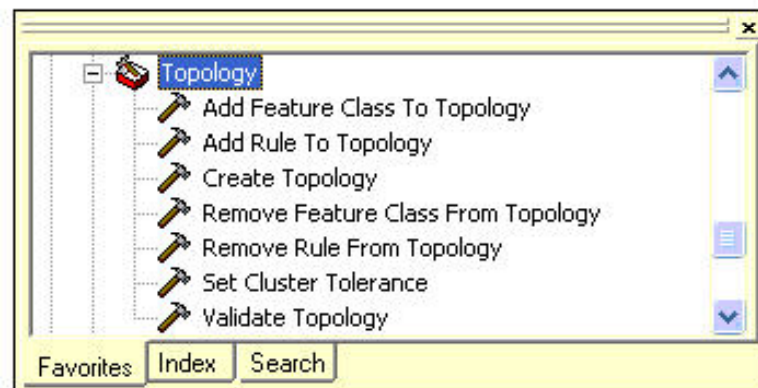 Topology
Add Feature Class To Topology
Add Rule To Topology
Create Topology
Remove Feature Class From Topology
Remove Rule From Topology
Set Cluster Tolerance
Validate Topology
Favorites Index Search